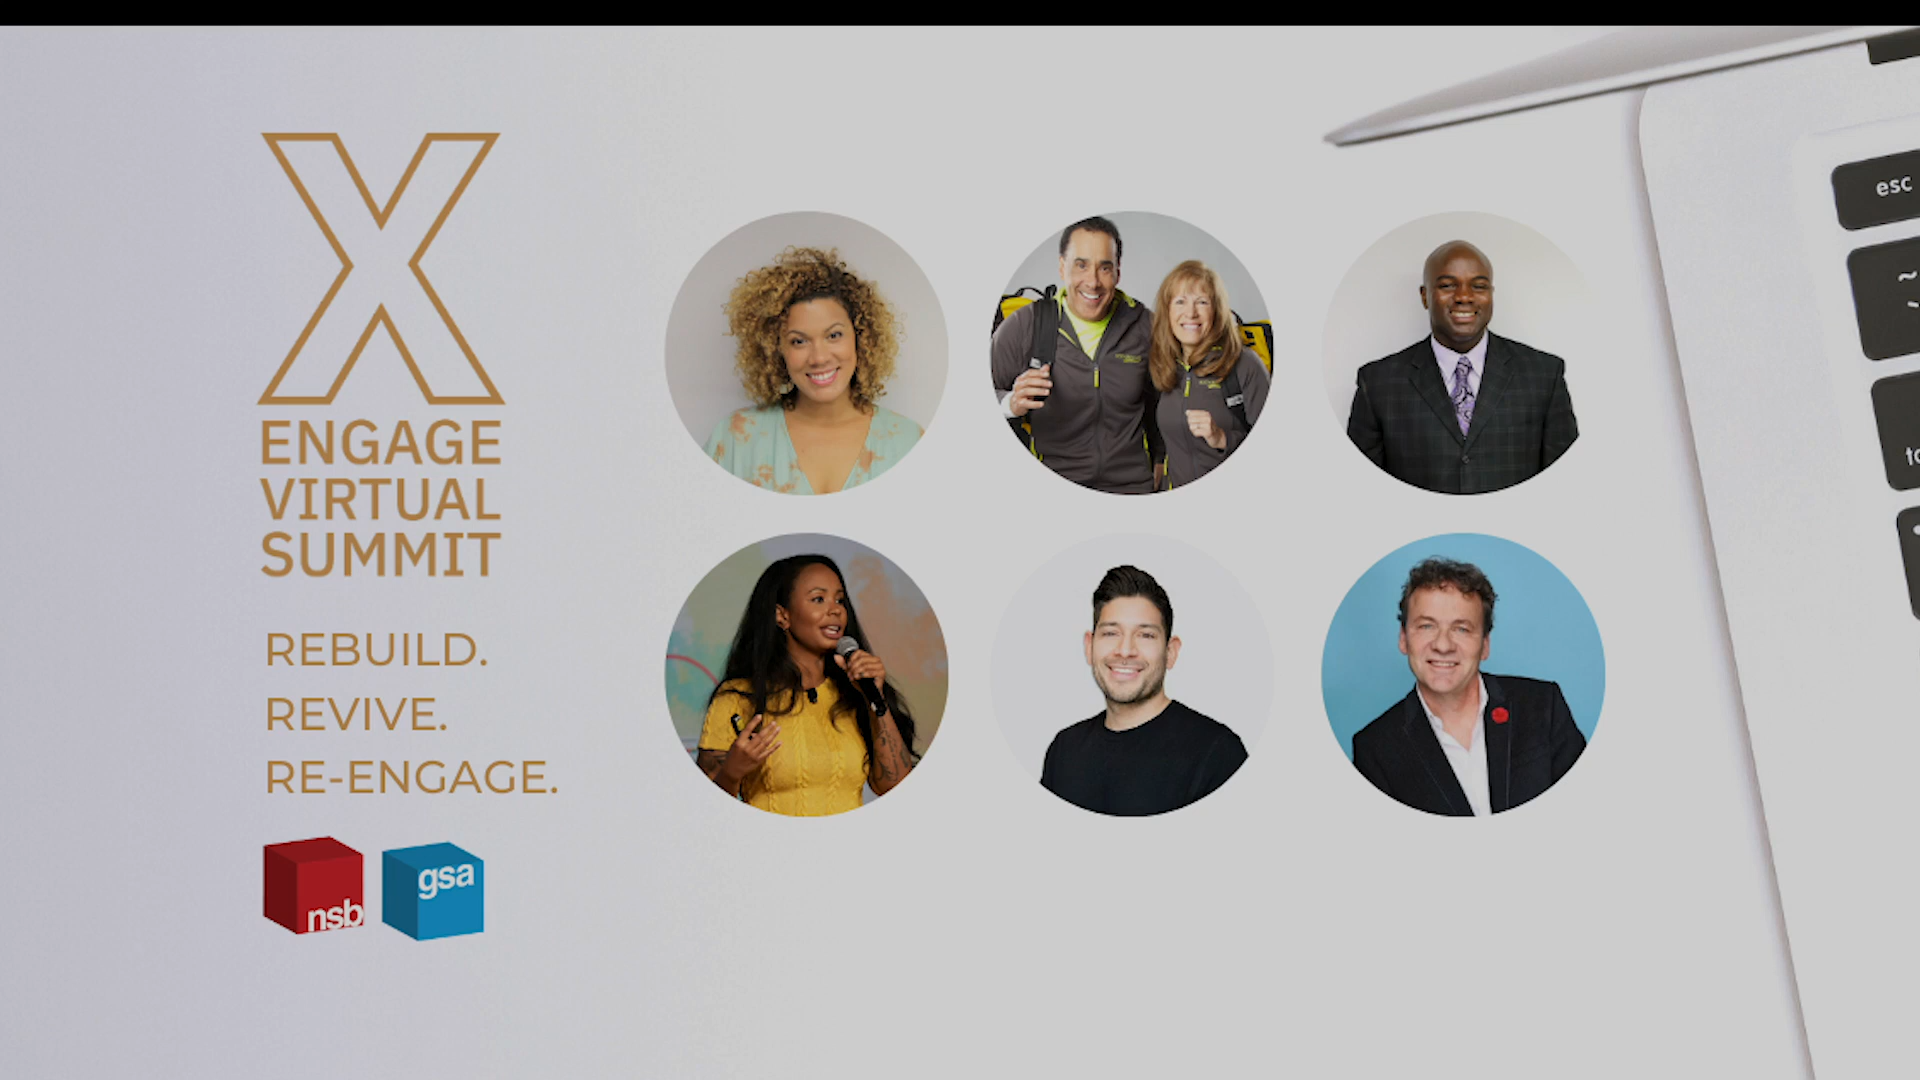 X
ENGAGE
VIRTUAL
SUMMIT
REBUILD.
REVIVE.
RE-ENGAGE.
nsb
gsa
esc
~